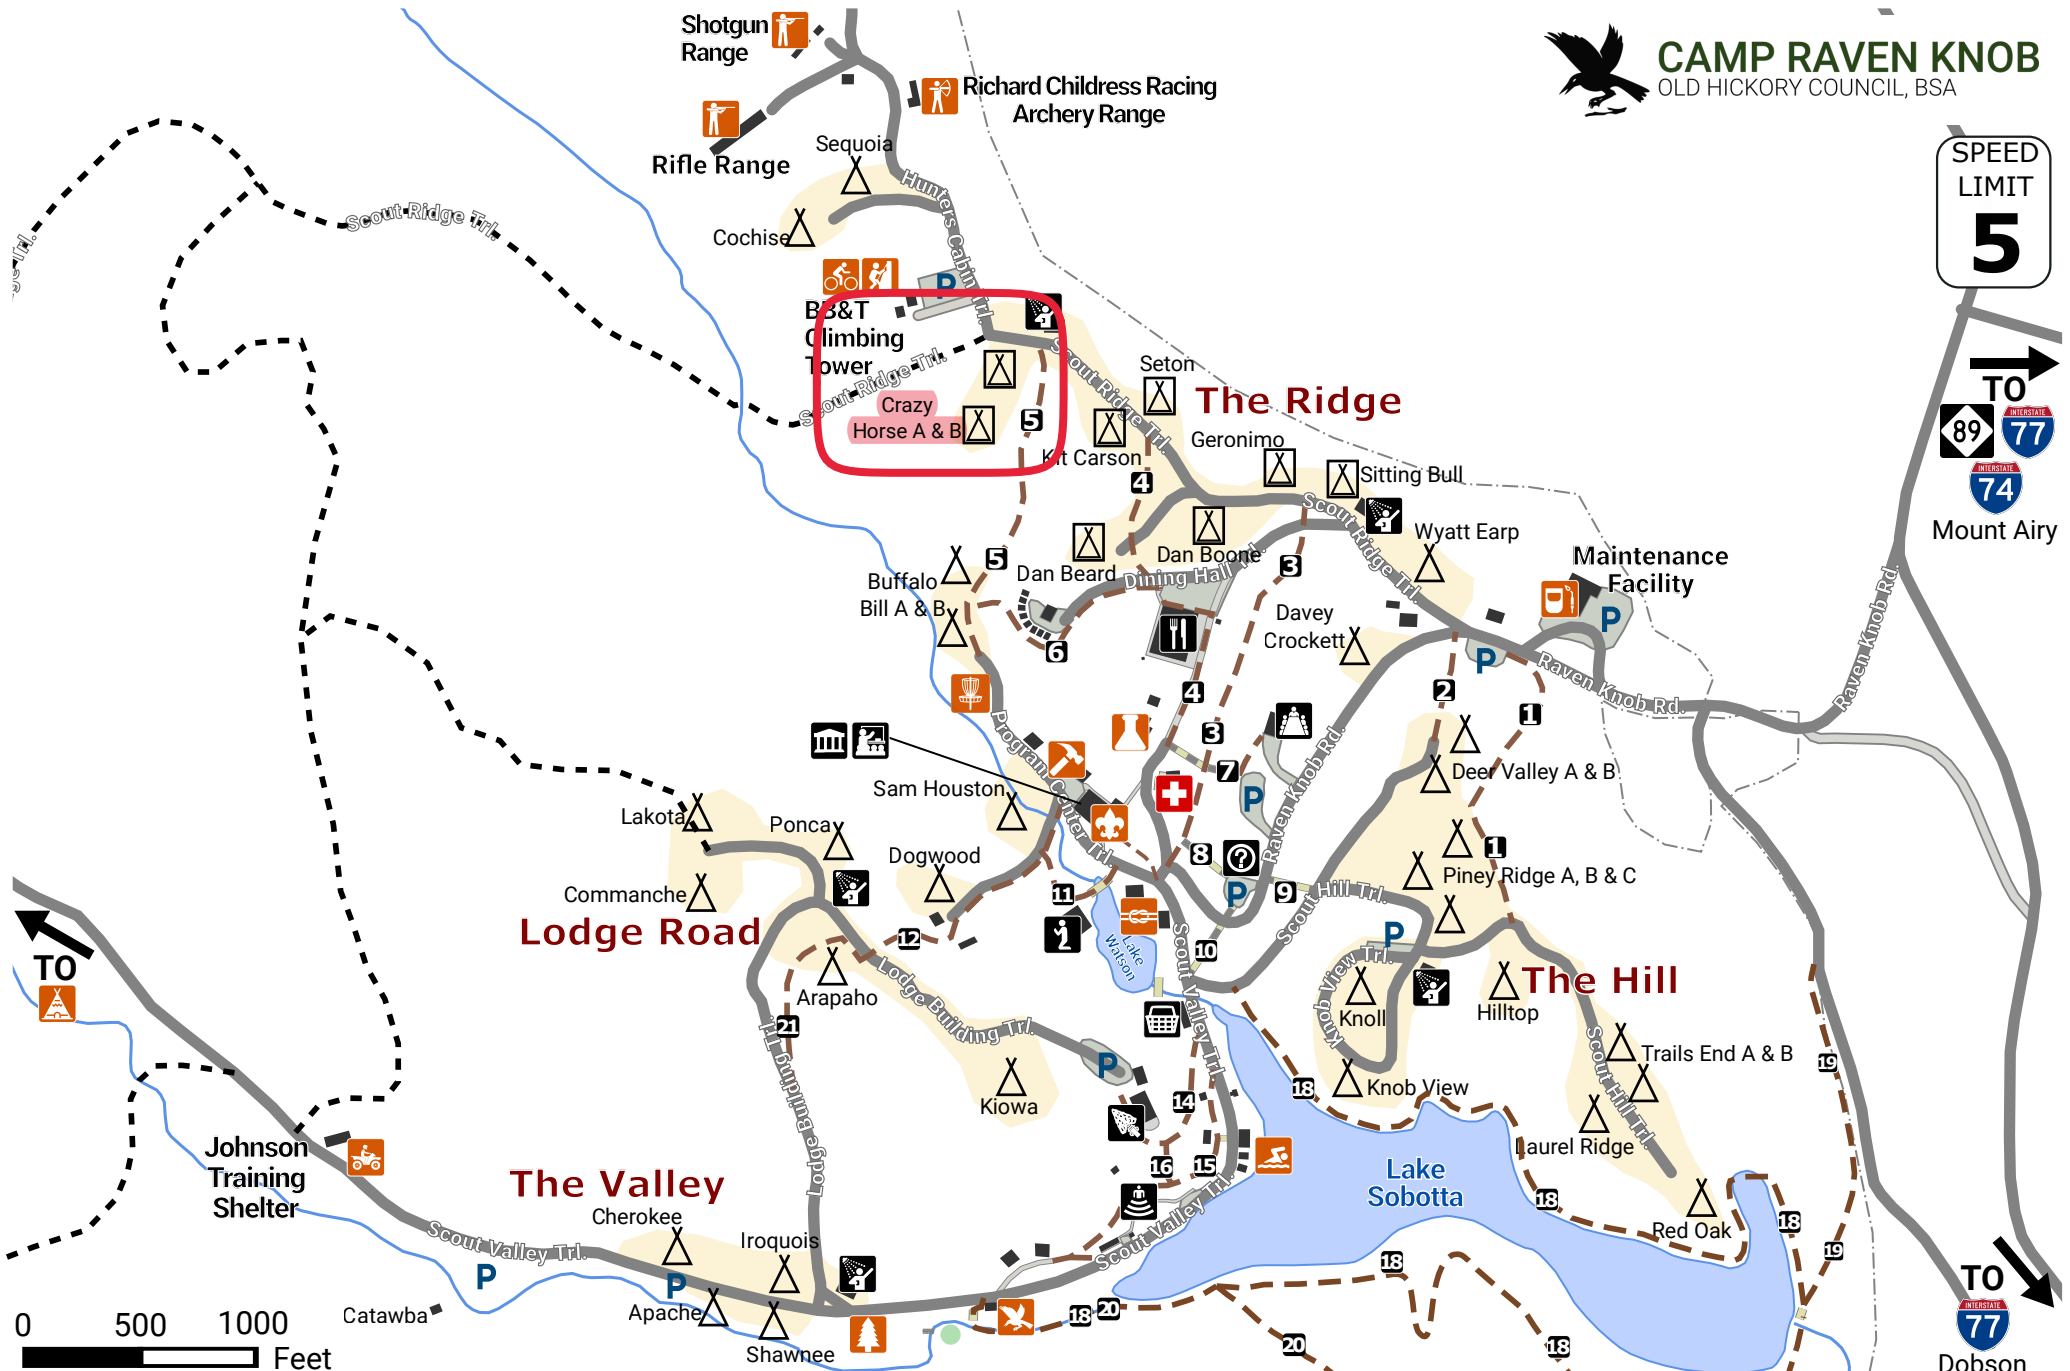 Shotgun
Range
Richard Childress Racing
Archery Range
CAMP RAVEN KNOB
OLD HICKORY COUNCIL, BSA
SPEED
LIMIT
5
Rifle Range
Sequoia
Cochise
Hunters Cabin Trl.
Scout Ridge Trl.
P
BB&T
Climbing
Tower
Scout Ridge Trl.
Crazy
Horse A & B
5
Scout Ridge Trl.
Seton
The Ridge
Kit Carson
4
Geronimo
Sitting Bull
TO
89
INTERSTATE
77
INTERSTATE
74
Mount Airy
Scout Ridge Trl.
Wyatt Earp
Dan Boone
Dan Beard
Dining Hall
3
5
Buffalo
Bill A & B
6
Davey
Crockett
Maintenance
Facility
P
P
Raven Knob Rd.
Raven Knob Rd.
2
1
4
3
7
P
Raven Knob Rd.
Program Center Trl.
Sam Houston
Deer Valley A & B
1
Piney Ridge A, B & C
Lakota
Ponca
Commanche
Dogwood
Lodge Road
8
P
9
Scout Hill Trl.
11
12
10
Lake
Watson
Scout Valley Trl.
P
Knob View Trl.
Knoll
Hilltop
The Hill
Knob View
Trails End A & B
Scout Hill Trl.
Laurel Ridge
Red Oak
Arapaho
Lodge Building Trl.
Kiowa
P
21
Lodge Building Trl.
14
16
15
18
19
Lake
Sobotta
18
18
19
18
TO
Johnson
Training
Shelter
The Valley
Cherokee
Iroquois
Scout Valley Trl.
P
P
Apache
Shawnee
Catawba
Scout Valley Trl.
18
20
20
18
TO
INTERSTATE
77
Dobson
0 500 1000
Feet